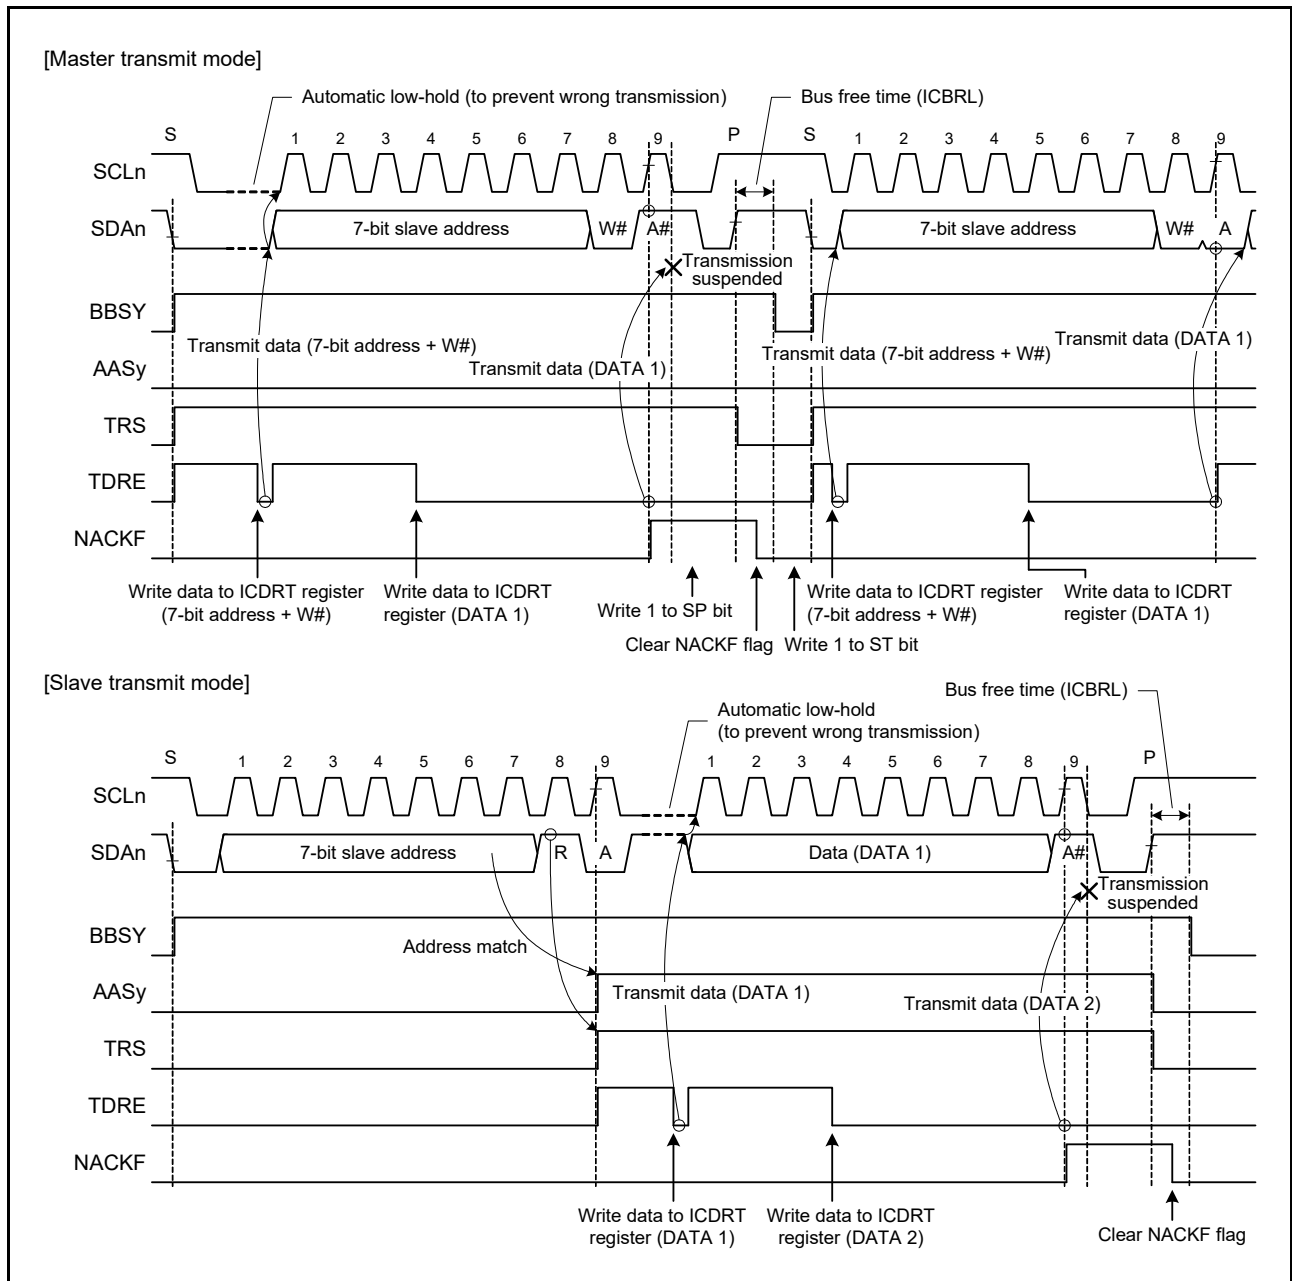 [Master transmit mode]
Automatic low-hold (to prevent wrong transmission)
Bus free time (ICBRL)
S 1 2 3 4 5 6 7 8 9 P S 1 2 3 4 5 6 7 8 9
SCLn
SDAn 7-bit slave address W# A# 7-bit slave address W# A
Transmission
suspended
BBSY
Transmit data (7-bit address + W#) Transmit data (7-bit address + W#) Transmit data (DATA 1)
AASy Transmit data (DATA 1)
TRS
TDRE
NACKF
Write data to ICDRT register
(7-bit address + W#)
Write data to ICDRT
register (DATA 1)
Write 1 to SP bit
Clear NACKF flag
Write 1 to ST bit
Write data to ICDRT register
(7-bit address + W#)
Write data to ICDRT
register (DATA 1)
[Slave transmit mode]
Bus free time (ICBRL)
Automatic low-hold
(to prevent wrong transmission)
S 1 2 3 4 5 6 7 8 9 1 2 3 4 5 6 7 8 9 P
SCLn
SDAn 7-bit slave address R A Data (DATA 1) A#
Transmission
suspended
BBSY
Address match
AASy Transmit data (DATA 1) Transmit data (DATA 2)
TRS
TDRE
NACKF
Write data to ICDRT
register (DATA 1)
Write data to ICDRT
register (DATA 2)
Clear NACKF flag